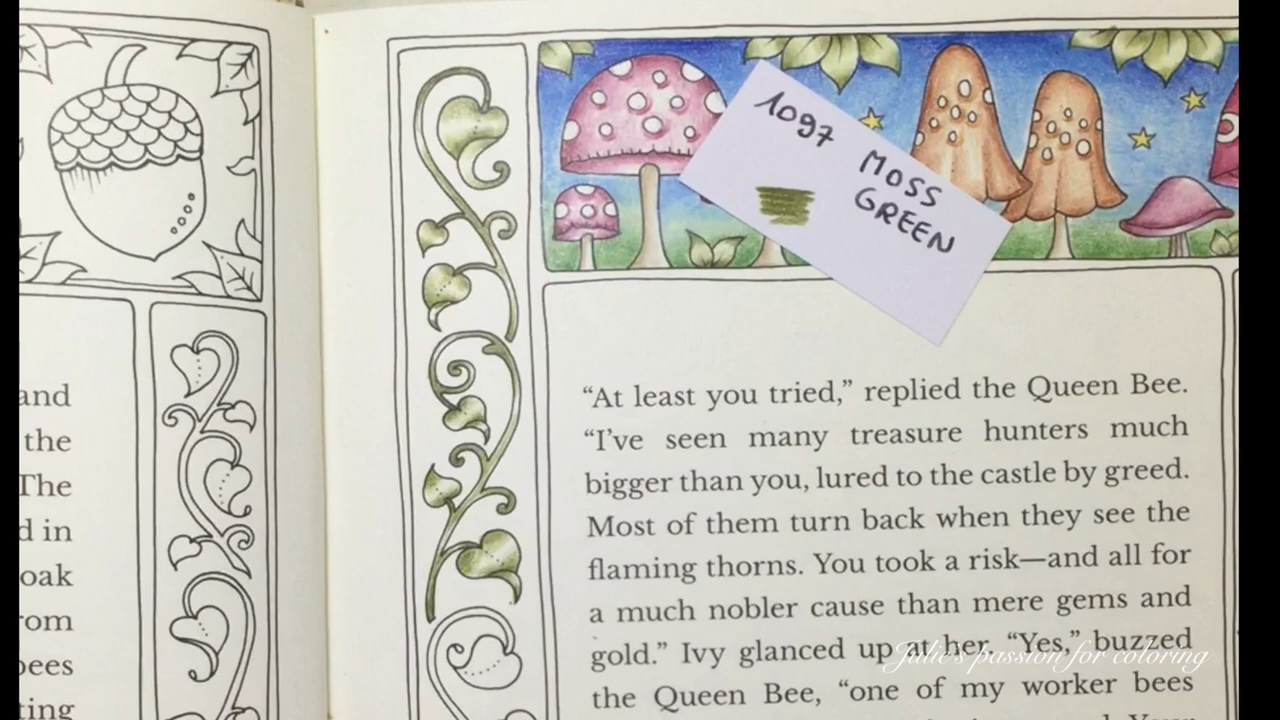 and
the
The
d in
oak
rom
bees
ting
1097 MOSS
GREEN
“At least you tried,” replied the Queen Bee.
“I’ve seen many treasure hunters much
bigger than you, lured to the castle by greed.
Most of them turn back when they see the
flaming thorns. You took a risk—and all for
a much nobler cause than mere gems and
gold.” Ivy glanced up at her. “Yes,” buzzed
the Queen Bee, “one of my worker bees
Julie's passion for coloring